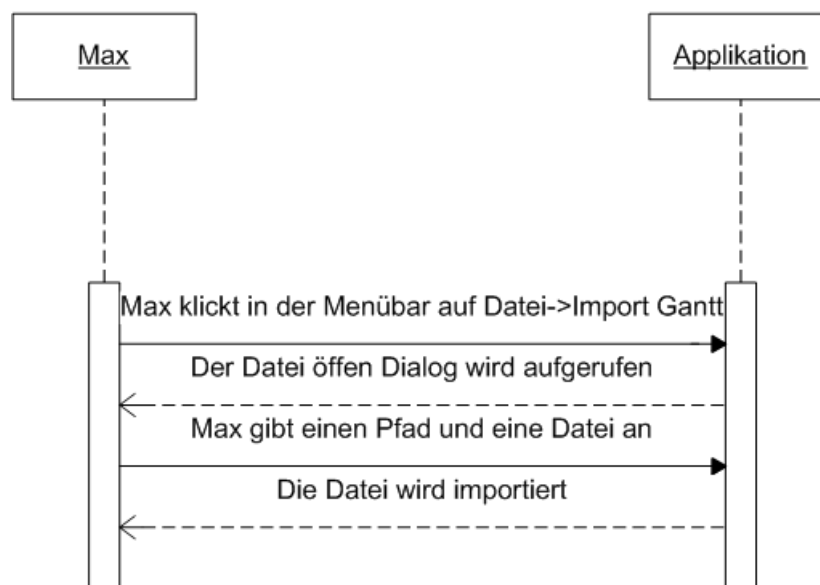 Max
Applikation
Max klickt in der Menübar auf Datei->Import Gantt
Der Datei öffen Dialog wird aufgerufen
Max gibt einen Pfad und eine Datei an
Die Datei wird importiert